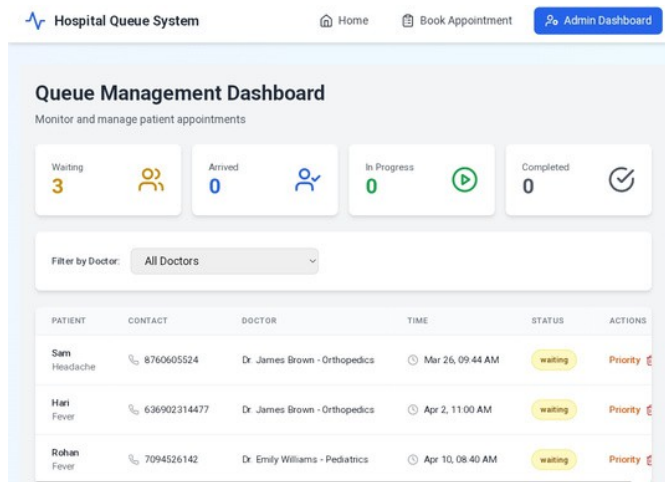 Hospital Queue System Home Book Appointment Admin Dashboard
Queue Management Dashboard
Monitor and manage patient appointments
Waiting Arrived In Progress Completed
3 0 0 0
Filter by Doctor: All Doctors
PATIENT CONTACT DOCTOR TIME STATUS ACTIONS
Sam
Headache
8760605524 Dr. James Brown - Orthopedics Mar 26, 09:44 AM waiting Priority
Hari
Fever
636902314477 Dr. James Brown - Orthopedics Apr 2, 11:00 AM waiting Priority
Rohan
Fever
7094526142 Dr. Emily Williams - Pediatrics Apr 10, 08:40 AM waiting Priority